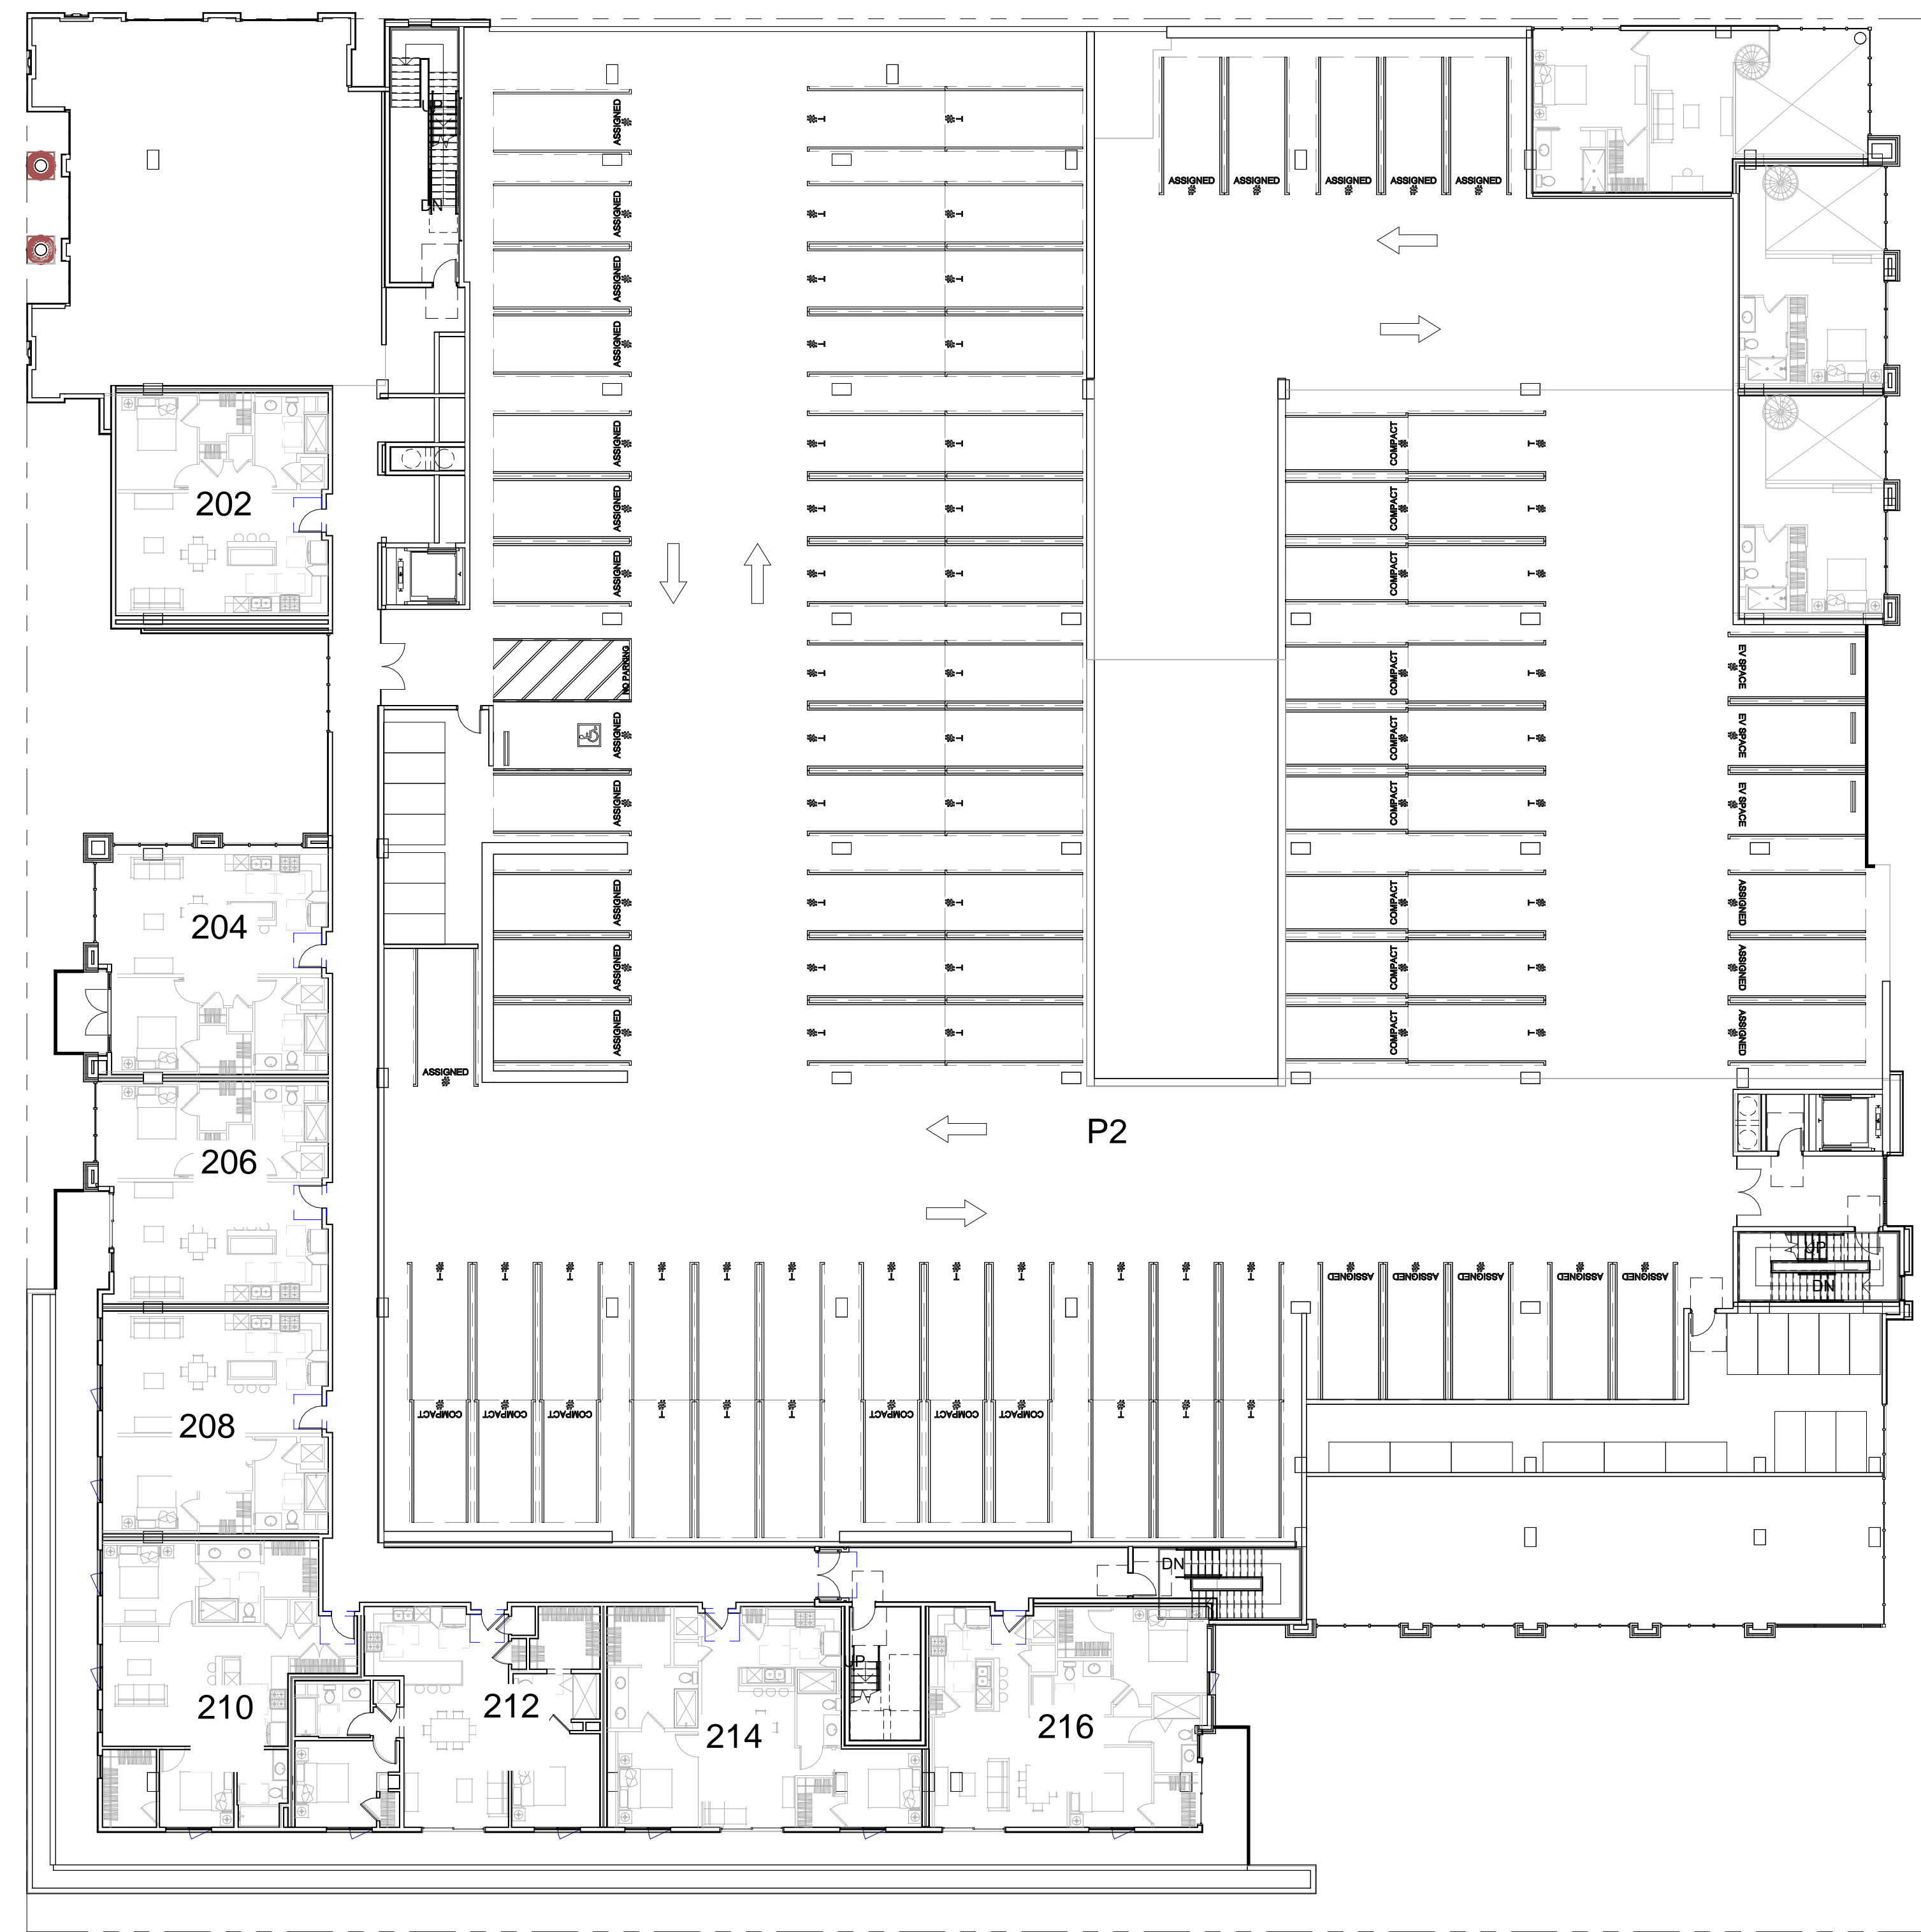 UP
DN
ASSIGNED # #T #T
ASSIGNED # ASSIGNED # ASSIGNED # ASSIGNED # ASSIGNED #
ASSIGNED # #T #T
ASSIGNED # #T #T
ASSIGNED # #T #T
ASSIGNED # #T #T COMPACT # T#
202
ASSIGNED # #T #T COMPACT # T#
ASSIGNED # #T #T COMPACT # T#
NO PARKING #T #T COMPACT # T# EV SPACE #
ASSIGNED # #T #T COMPACT # T# EV SPACE #
ASSIGNED # #T #T COMPACT # T# EV SPACE #
204
ASSIGNED # #T #T COMPACT # T# ASSIGNED #
ASSIGNED # #T #T COMPACT # T# ASSIGNED #
ASSIGNED # #T #T COMPACT # T# ASSIGNED #
ASSIGNED #
P2
206
UP
DN
#T #T #T #T #T #T #T #T #T #T #T #T
ASSIGNED # ASSIGNED # ASSIGNED # ASSIGNED # ASSIGNED #
COMPACT # COMPACT # COMPACT # #T #T #T COMPACT # COMPACT # COMPACT # #T #T #T
208
DN
UP
210
212
214
216